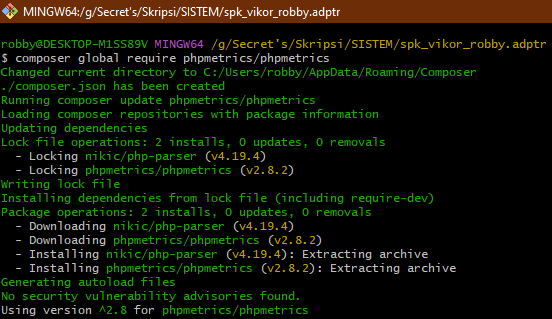 MINGW64:/g/Secret's/Skripsi/SISTEM/spk_vikor_robby.adptr
robby@DESKTOP-M1SS89V MINGW64 /g/Secret's/Skripsi/SISTEM/spk_vikor_robby.adptr
$ composer global require phpmetrics/phpmetrics
Changed current directory to C:/Users/robby/AppData/Roaming/Composer
./composer.json has been created
Running composer update phpmetrics/phpmetrics
Loading composer repositories with package information
Updating dependencies
Lock file operations: 2 installs, 0 updates, 0 removals
  - Locking nikic/php-parser (v4.19.4)
  - Locking phpmetrics/phpmetrics (v2.8.2)
Writing lock file
Installing dependencies from lock file (including require-dev)
Package operations: 2 installs, 0 updates, 0 removals
  - Downloading nikic/php-parser (v4.19.4)
  - Downloading phpmetrics/phpmetrics (v2.8.2)
  - Installing nikic/php-parser (v4.19.4): Extracting archive
  - Installing phpmetrics/phpmetrics (v2.8.2): Extracting archive
Generating autoload files
No security vulnerability advisories found.
Using version ^2.8 for phpmetrics/phpmetrics